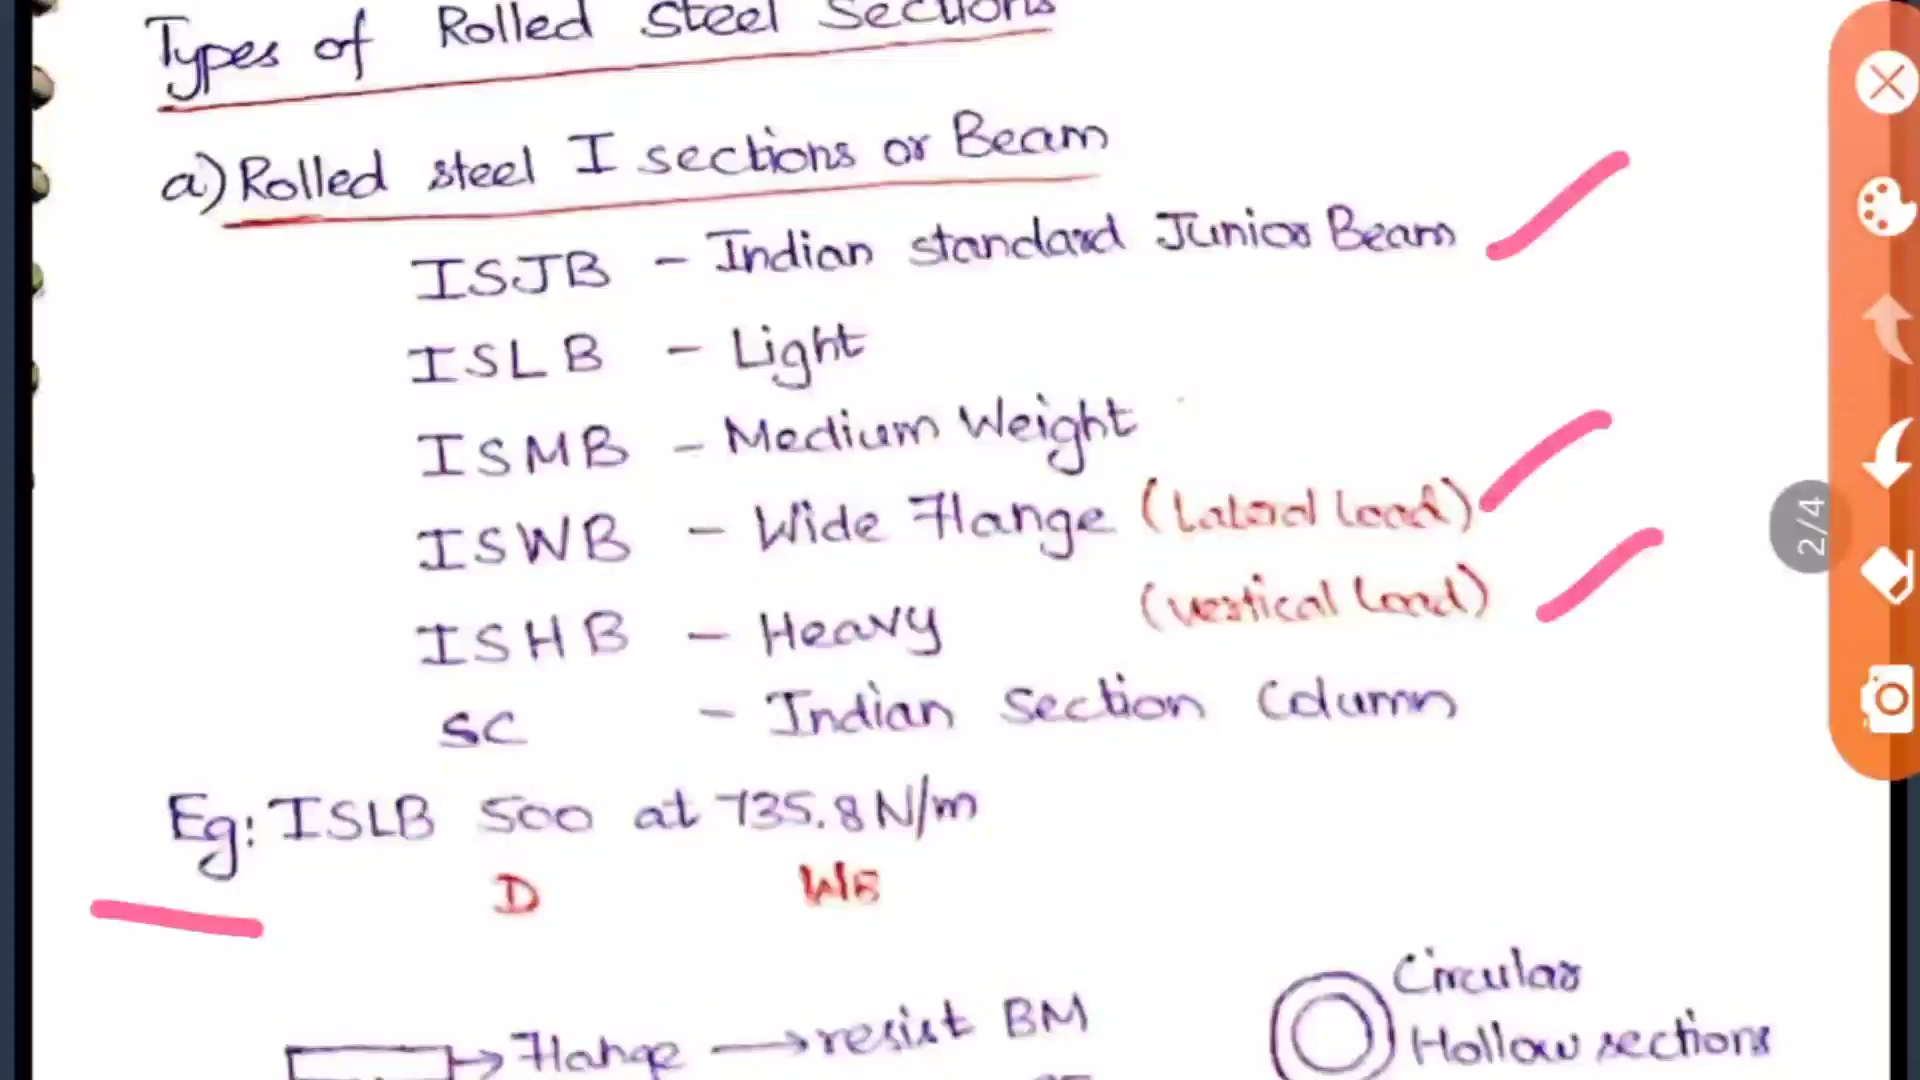 Types of Rolled Steel Sections
a) Rolled steel I sections or Beam
ISJB - Indian standard Junior Beam
ISLB - Light
ISMB - Medium Weight
ISWB - Wide Flange (Lateral load)
ISHB - Heavy (vertical load)
SC - Indian Section Column
Eg: ISLB 500 at 735.8 N/m
D
Flange → resist BM
Circular
Hollow sections
2/4